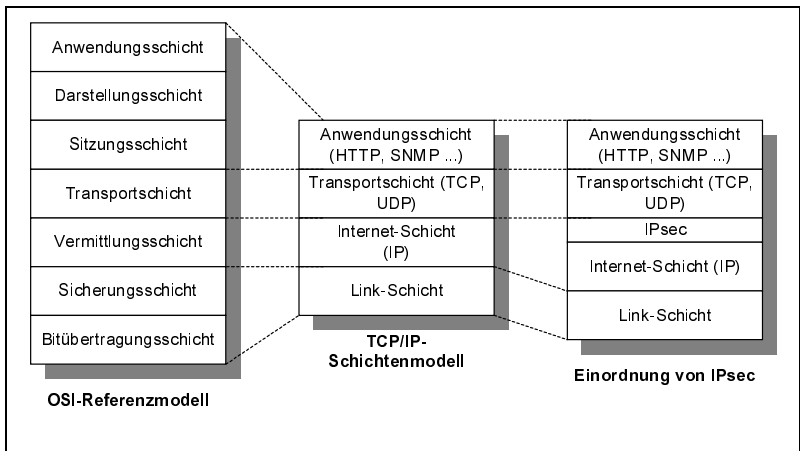 Anwendungsschicht
Darstellungsschicht
Sitzungsschicht
Transportschicht
Vermittlungsschicht
Sicherungsschicht
Bitübertragungsschicht
OSI-Referenzmodell
Anwendungsschicht
(HTTP, SNMP ...)
Transportschicht (TCP,
UDP)
Internet-Schicht
(IP)
Link-Schicht
TCP/IP-
Schichtenmodell
Anwendungsschicht
(HTTP, SNMP ...)
Transportschicht (TCP,
UDP)
IPsec
Internet-Schicht (IP)
Link-Schicht
Einordnung von IPsec